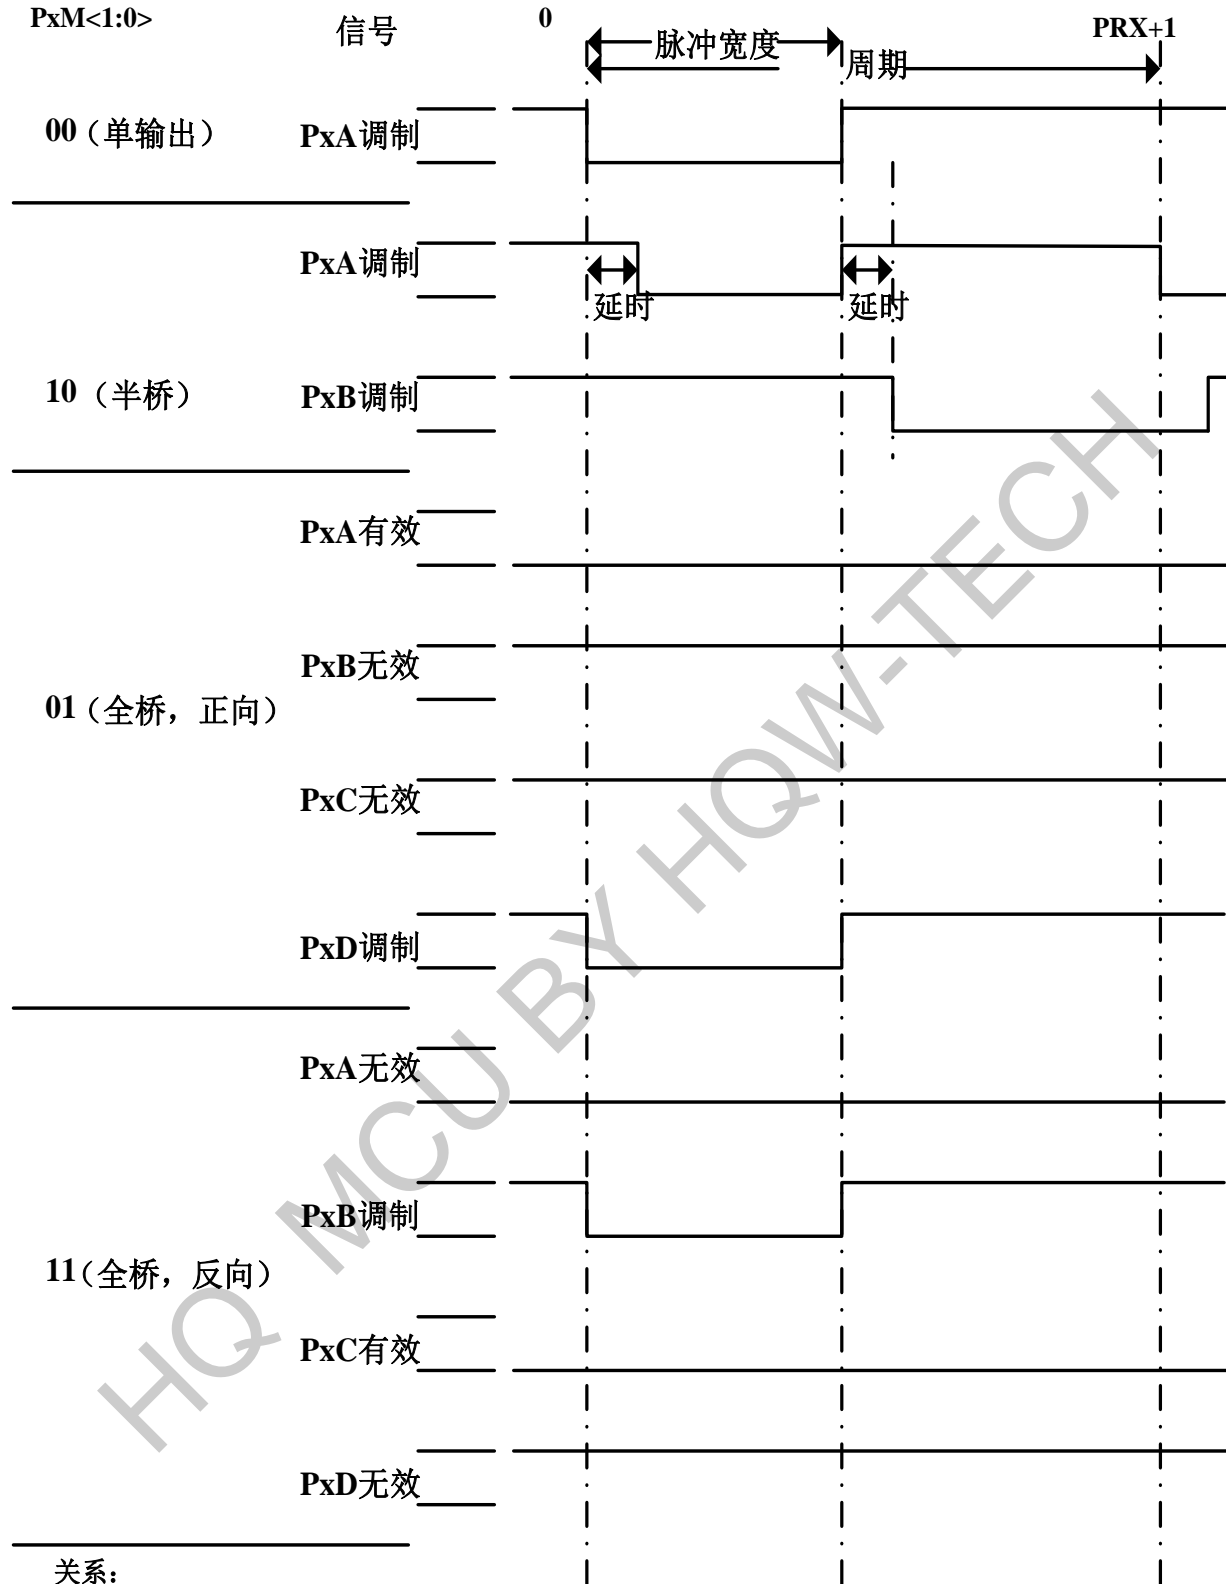 PxM<1:0> 信号 0 PRX+1
脉冲宽度
周期
00（单输出） PxA调制
PxA调制
延时 延时
10（半桥） PxB调制
PxA有效
PxB无效
01（全桥，正向）
PxC无效
PxD调制
PxA无效
PxB调制
11（全桥，反向）
PxC有效
PxD无效
关系：
HQ MCU BY HQW-TECH